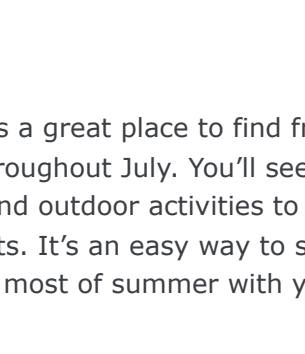 s a great place to find fr
roughout July. You’ll see
nd outdoor activities to
ts. It’s an easy way to s
most of summer with y